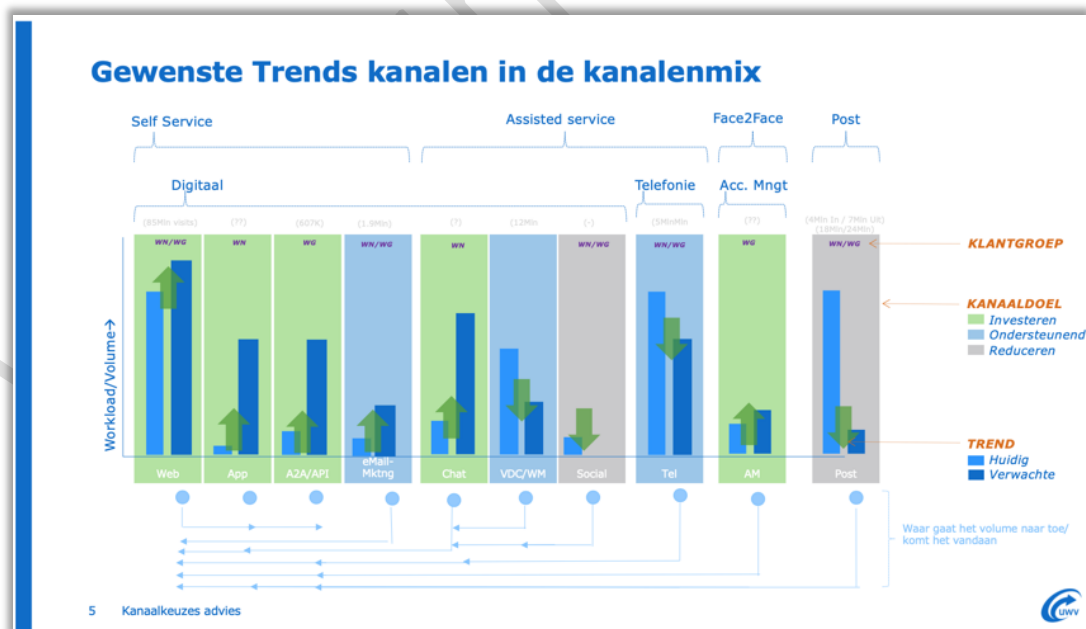 Gewenste Trends kanalen in de kanalenmix
Self Service
Assisted service
Face2Face
Post
Digitaal
Telefonie
Acc. Mngt
(85Mln visits)
(??)
(607K)
(1.9Mln)
(?)
(12Mln
(-)
(5MlnMln
(??)
(4Mln In / 7Mln Uit)
(18Mln/24Mln)
WN/WG
WN
WG
WN/WG
WN
WN/WG
WN/WG
WG
WN/WG
KLANTGROEP
KANAALDOEL
Investeren
Ondersteunend
Reduceren
Workload/Volume→
TREND
Huidig
Verwachte
Web
App
A2A/API
eMail-
Mktng
Chat
VDC/WM
Social
Tel
AM
Post
Waar gaat het volume naar toe/
komt het vandaan
5 Kanaalkeuzes advies
UWV